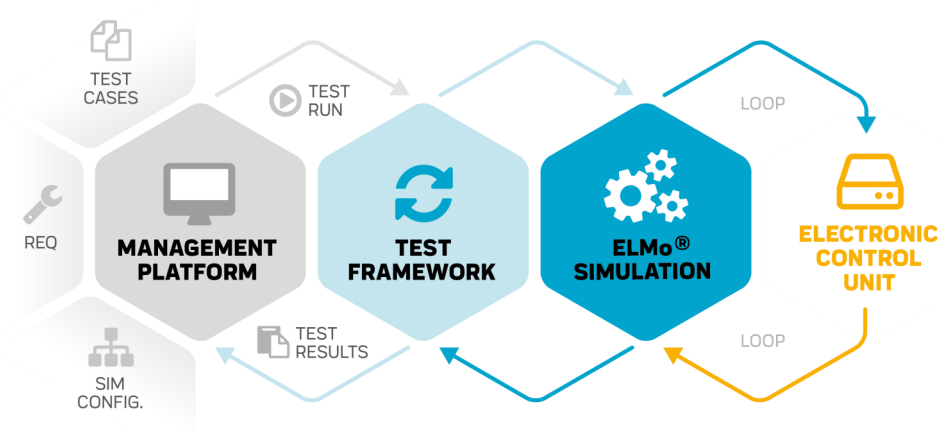 TEST
CASES
TEST
RUN
LOOP
REQ
MANAGEMENT
PLATFORM
TEST
FRAMEWORK
ELMo®
SIMULATION
ELECTRONIC
CONTROL
UNIT
TEST
RESULTS
LOOP
SIM
CONFIG.